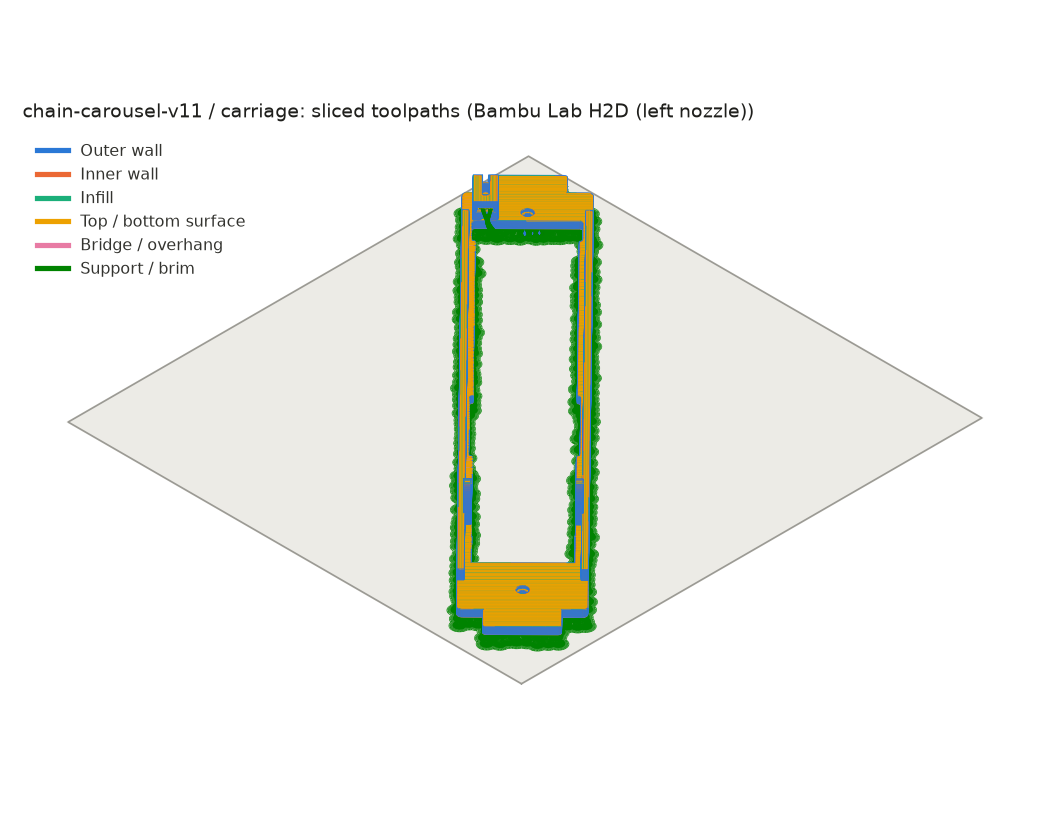 chain-carousel-v11 / carriage: sliced toolpaths (Bambu Lab H2D (left nozzle))
Outer wall
Inner wall
Infill
Top / bottom surface
Bridge / overhang
Support / brim